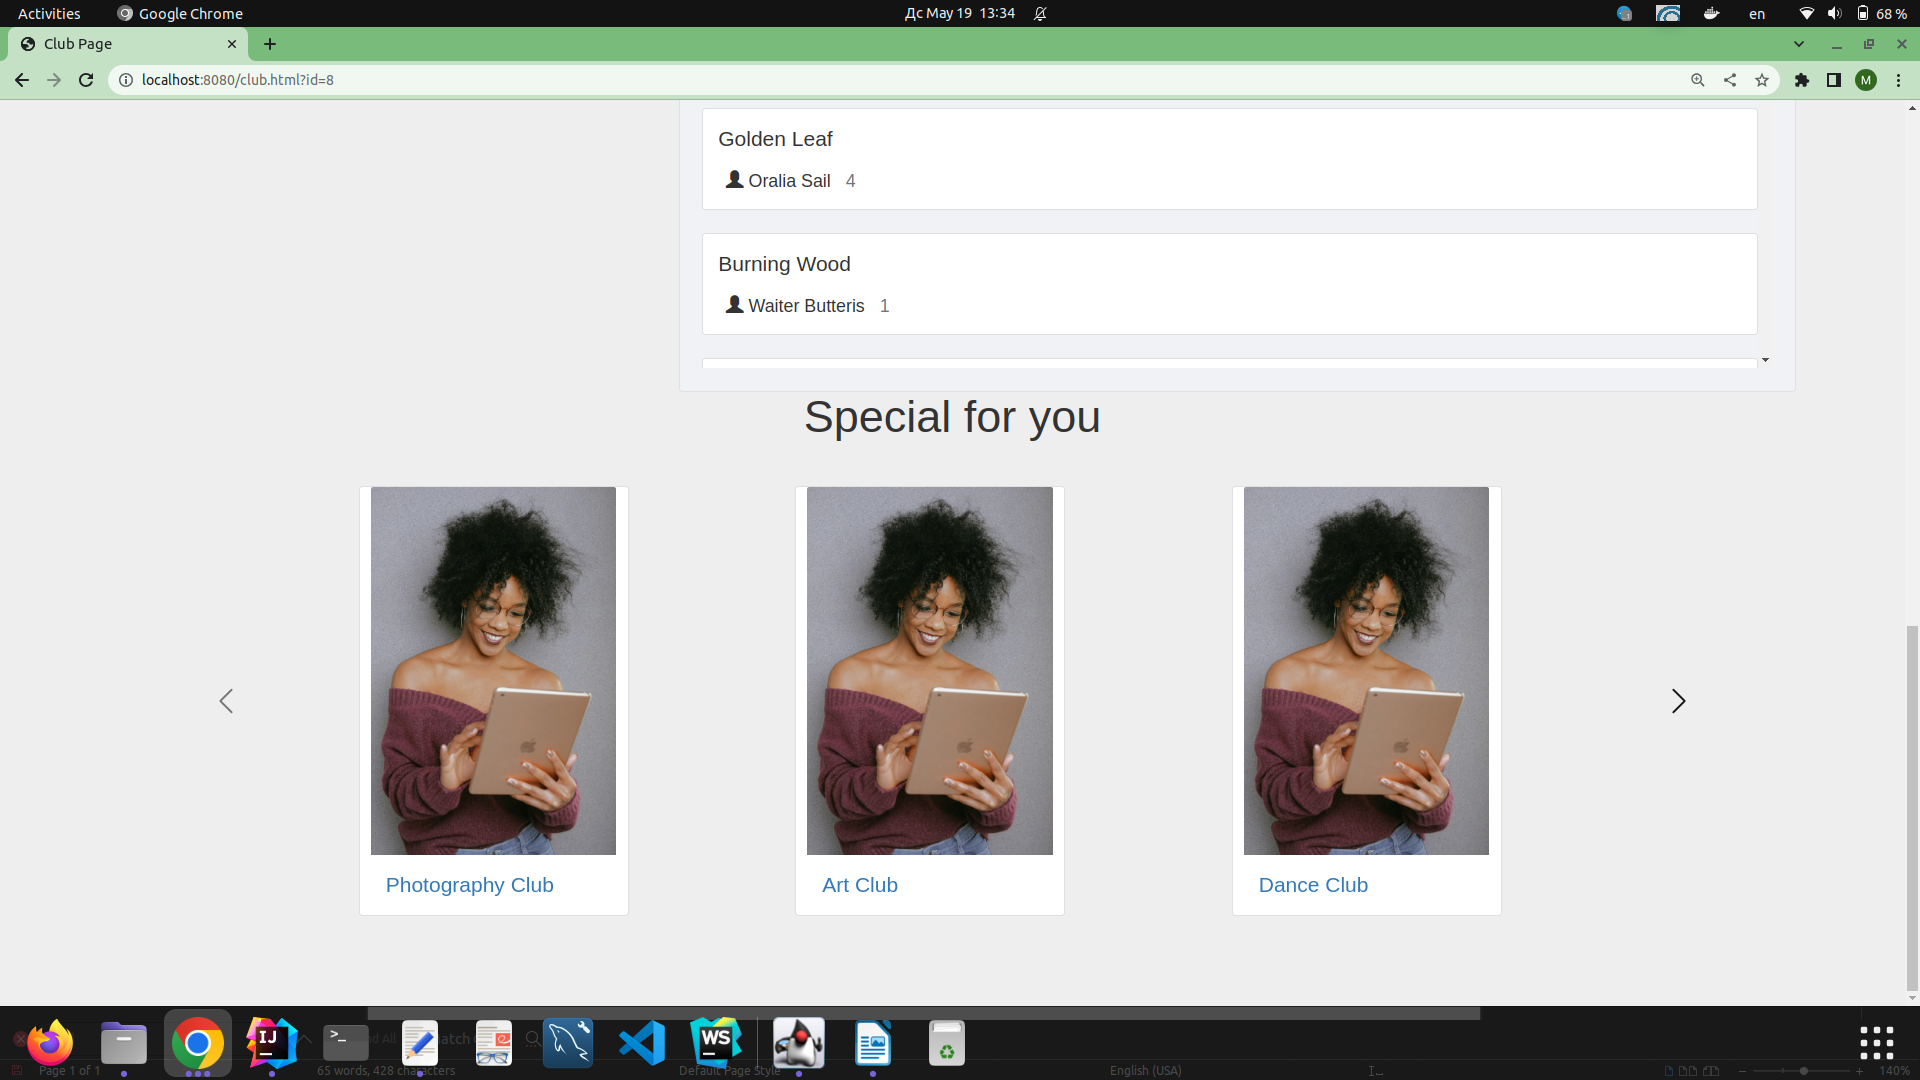 Activities
Google Chrome
Дс May 19 13:34
en
68 %
Club Page
localhost:8080/club.html?id=8
M
Golden Leaf
Oralia Sail 4
Burning Wood
Waiter Butteris 1
Special for you
Photography Club
Art Club
Dance Club
IJ
>_
WS
Page 1 of 1
65 words, 428 characters
Default Page Style
English (USA)
140%